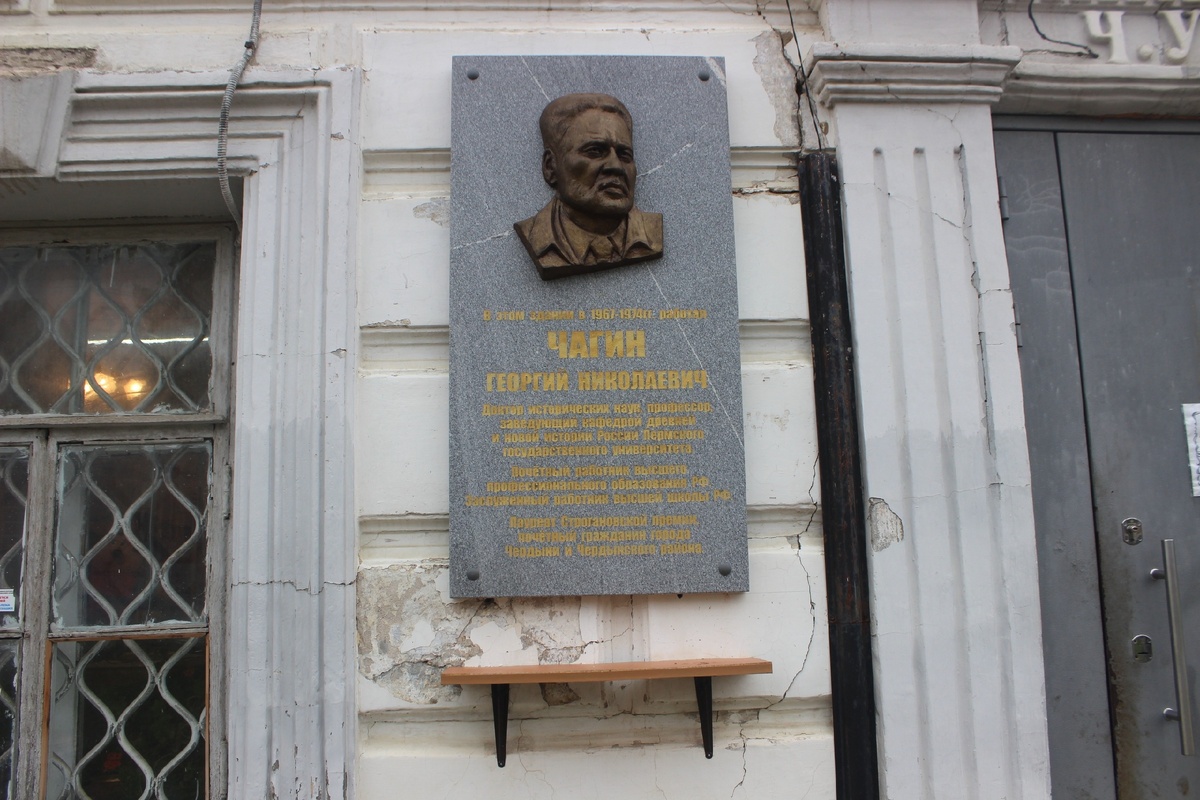 Ч.У
В этом здании в 1967-1974гг работал
ЧАГИН
ГЕОРГИЙ НИКОЛАЕВИЧ
Доктор исторических наук, профессор,
заведующий кафедрой древней
и новой истории России Пермского
государственного университета,
почётный работник высшего
профессионального образования РФ,
заслуженный работник высшей школы РФ
Лауреат Строгановской премии,
почётный гражданин города
Чердыни и Чердынского района.